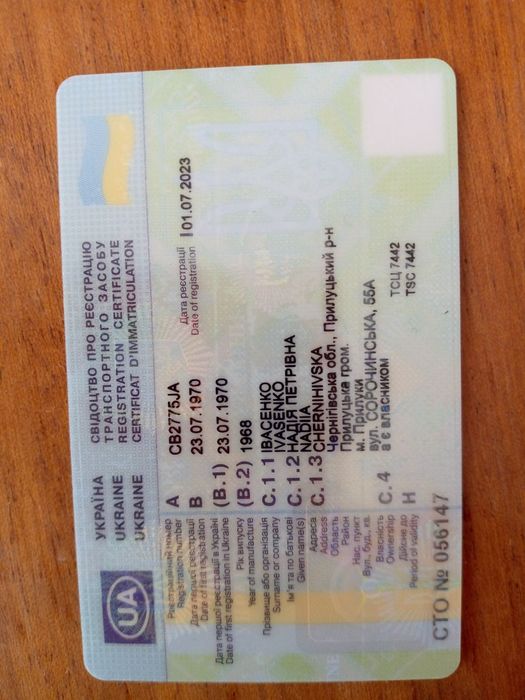 UA
УКРАЇНА
UKRAINE
UKRAINE
СВІДОЦТВО ПРО РЕЄСТРАЦІЮ
ТРАНСПОРТНОГО ЗАСОБУ
REGISTRATION CERTIFICATE
CERTIFICAT D'IMMATRICULATION
Реєстраційний номер A СВ2775JA
Registration number
Дата першої реєстрації B 23.07.1970
Date of first registration
Дата реєстрації 01.07.2023
Date of registration
Дата першої реєстрації в Україні (B.1) 23.07.1970
Date of first registration in Ukraine
Рік випуску (B.2) 1968
Year of manufacture
Прізвище або організація C.1.1 ІВАСЕНКО
Surname or company IVASENKO
Ім'я та по батькові C.1.2 НАДІЯ ПЕТРІВНА
Given name(s) NADIIA
Адреса C.1.3 CHERNIHIVSKA
Address
Область Чернігівська обл., Прилуцький р-н
Район Прилуцька гром.
Нас. пункт м. Прилуки
Вул., буд., кв. вул. СОРОЧИНСЬКА, 55А
Власність C.4 а є власником
Ownership
Дійсне до H ТСЦ 7442
Period of validity TSC 7442
СТО № 056147